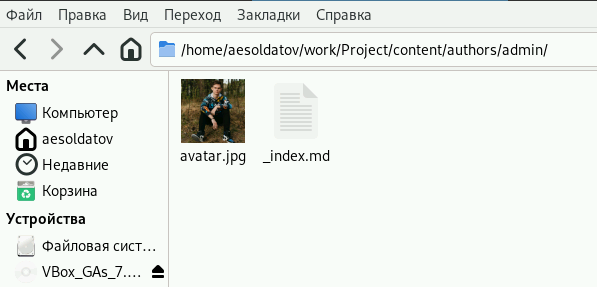 Файл Правка Вид Переход Закладки Справка
/home/aesoldatov/work/Project/content/authors/admin/
Места
Компьютер
aesoldatov
Недавние
Корзина
Устройства
Файловая сист…
VBox_GAs_7.…
avatar.jpg
_index.md